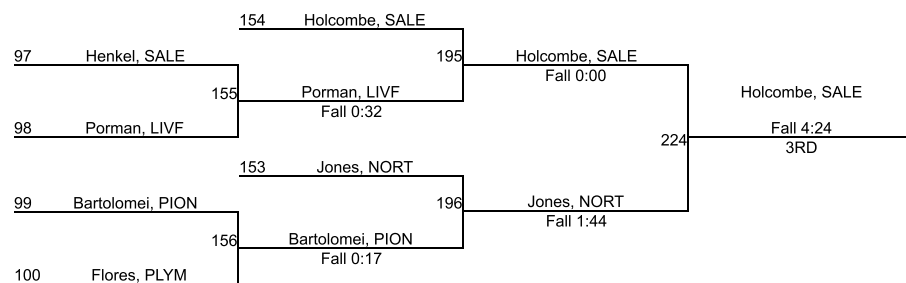 154 Holcombe, SALE
97 Henkel, SALE
195 Holcombe, SALE
Fall 0:00
155 Porman, LIVF
Fall 0:32
Holcombe, SALE
98 Porman, LIVF
224 Fall 4:24
3RD
153 Jones, NORT
99 Bartolomei, PION
196 Jones, NORT
Fall 1:44
156 Bartolomei, PION
Fall 0:17
100 Flores, PLYM